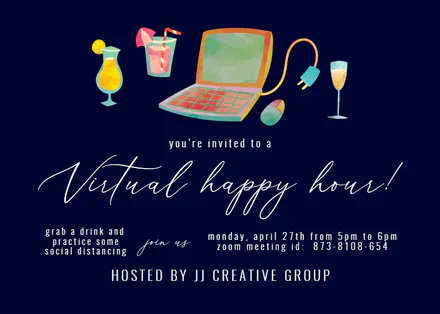 you're invited to a
Virtual happy hour!
grab a drink and
practice some
social distancing
join us
monday, april 27th from 5pm to 6pm
zoom meeting id: 873-8108-654
HOSTED BY JJ CREATIVE GROUP